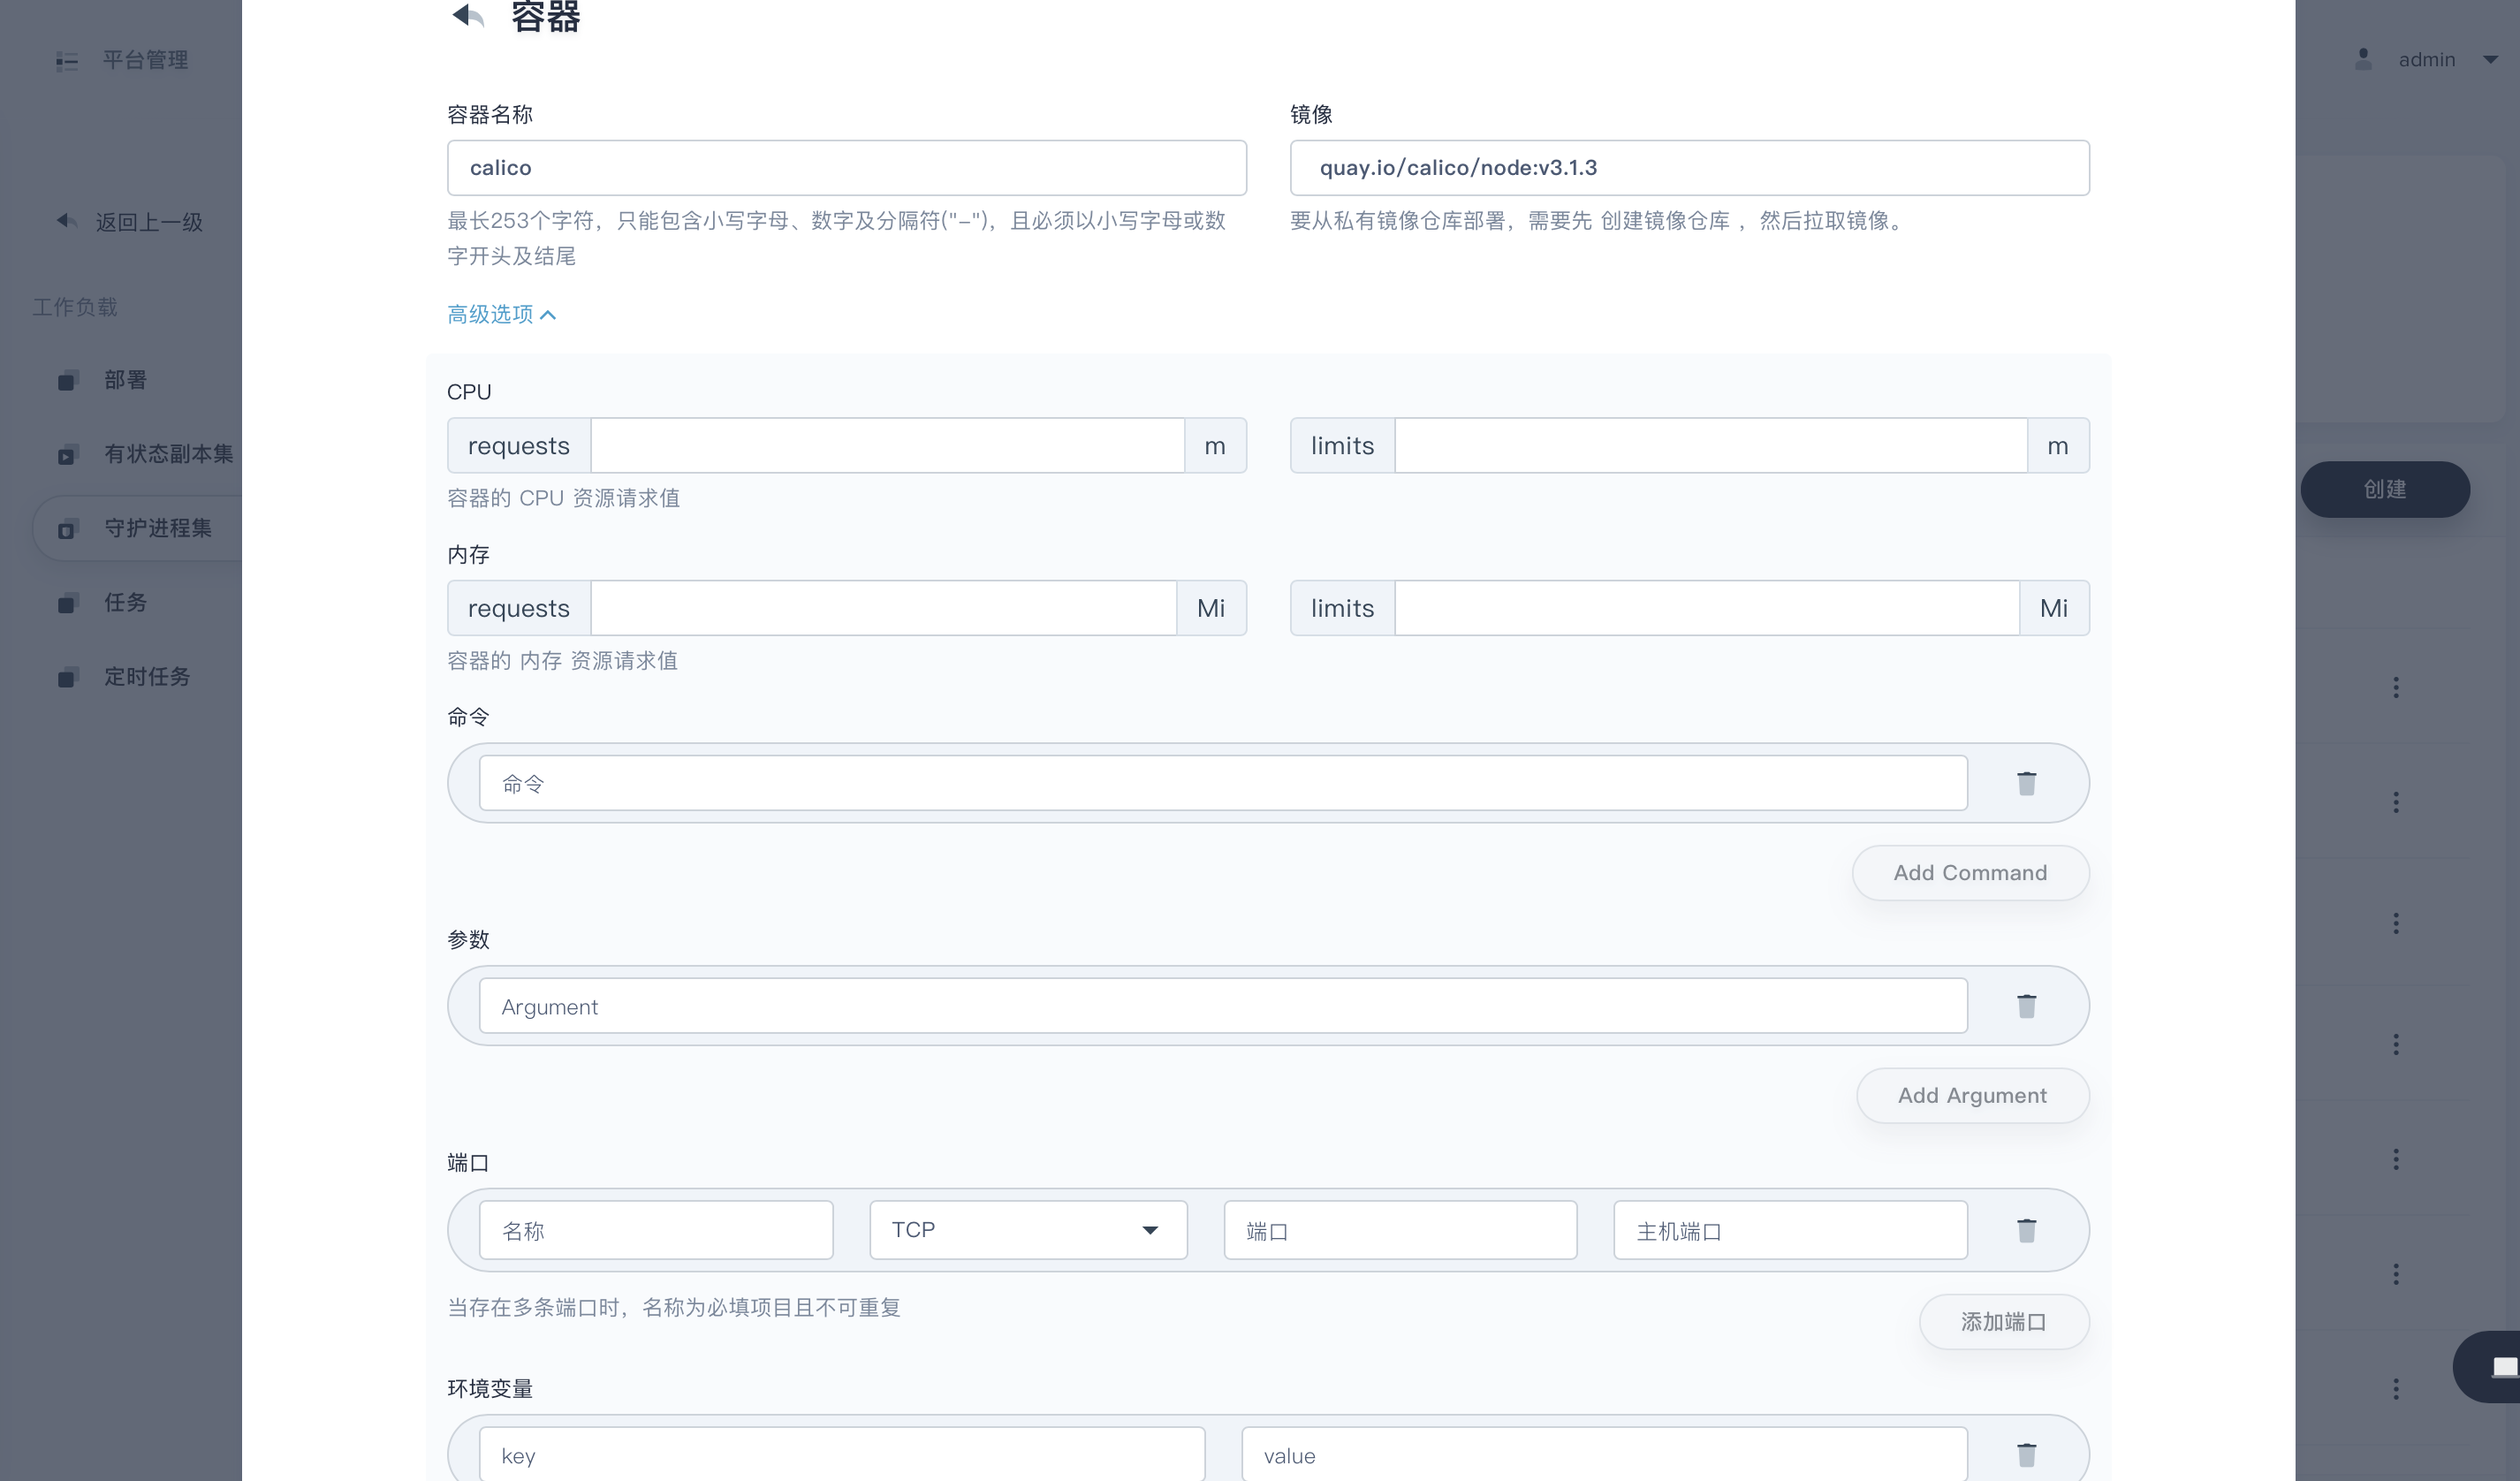 平台管理
admin
返回上一级
工作负载
部署
有状态副本集
守护进程集
任务
定时任务
创建
容器
容器名称
calico
最长253个字符，只能包含小写字母、数字及分隔符("-")，且必须以小写字母或数
字开头及结尾
镜像
quay.io/calico/node:v3.1.3
要从私有镜像仓库部署，需要先 创建镜像仓库 ，然后拉取镜像。
高级选项
CPU
requests m
limits m
容器的 CPU 资源请求值
内存
requests Mi
limits Mi
容器的 内存 资源请求值
命令
命令
Add Command
参数
Argument
Add Argument
端口
名称 TCP 端口 主机端口
当存在多条端口时，名称为必填项目且不可重复
添加端口
环境变量
key value